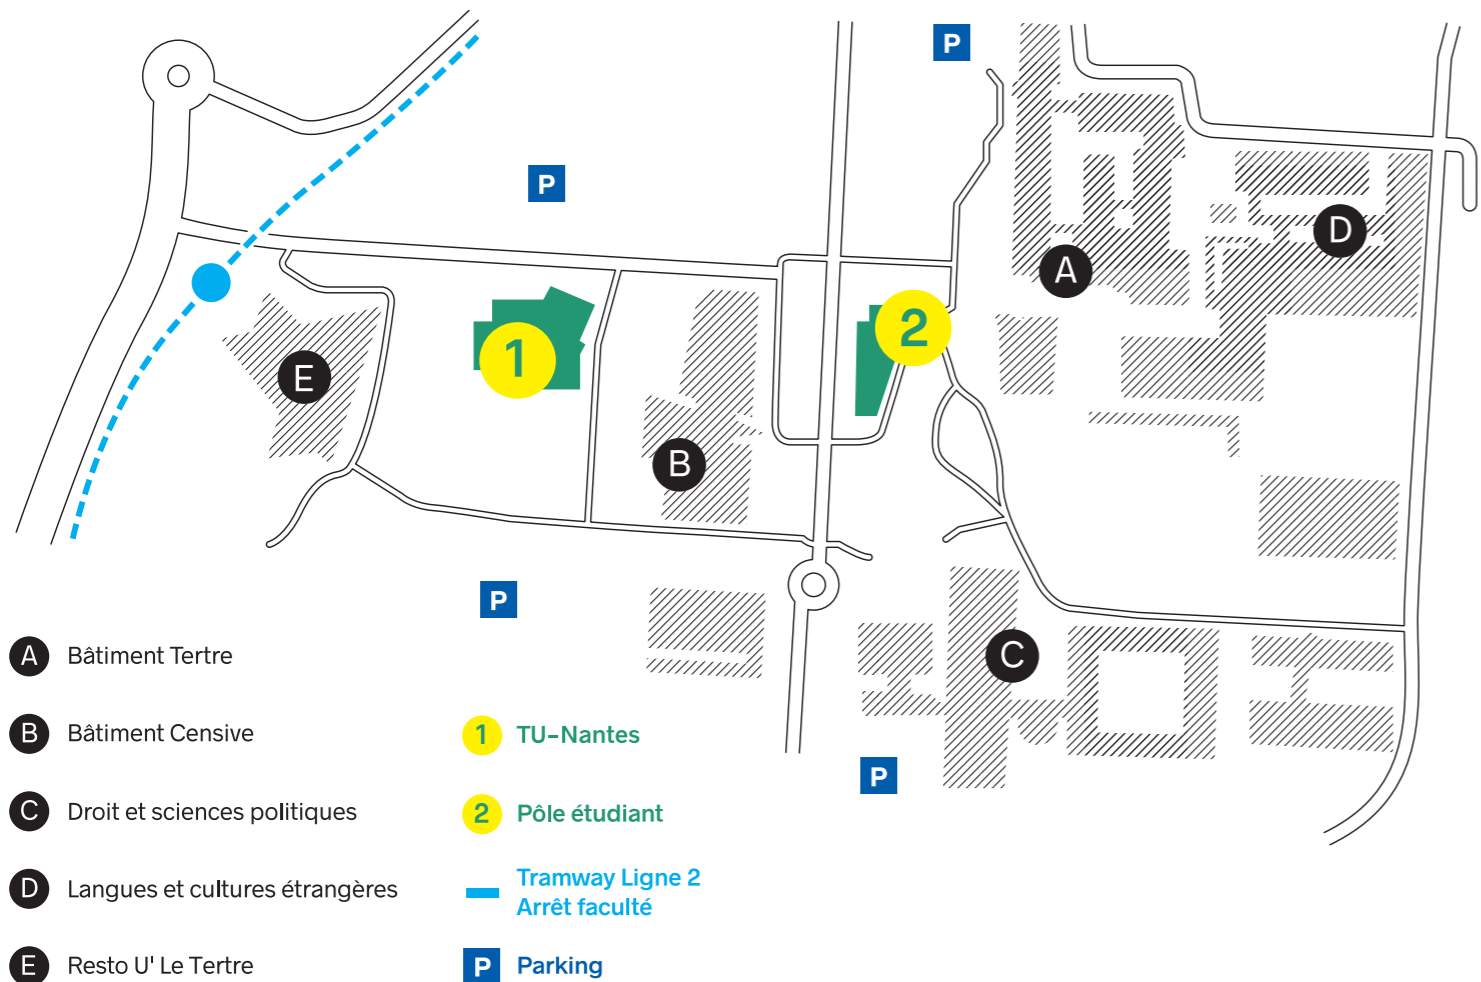 P
P
A
D
2
1
E
B
P
C
P
A Bâtiment Tertre
B Bâtiment Censive
C Droit et sciences politiques
D Langues et cultures étrangères
E Resto U' Le Tertre
1 TU-Nantes
2 Pôle étudiant
Tramway Ligne 2
Arrêt faculté
P Parking